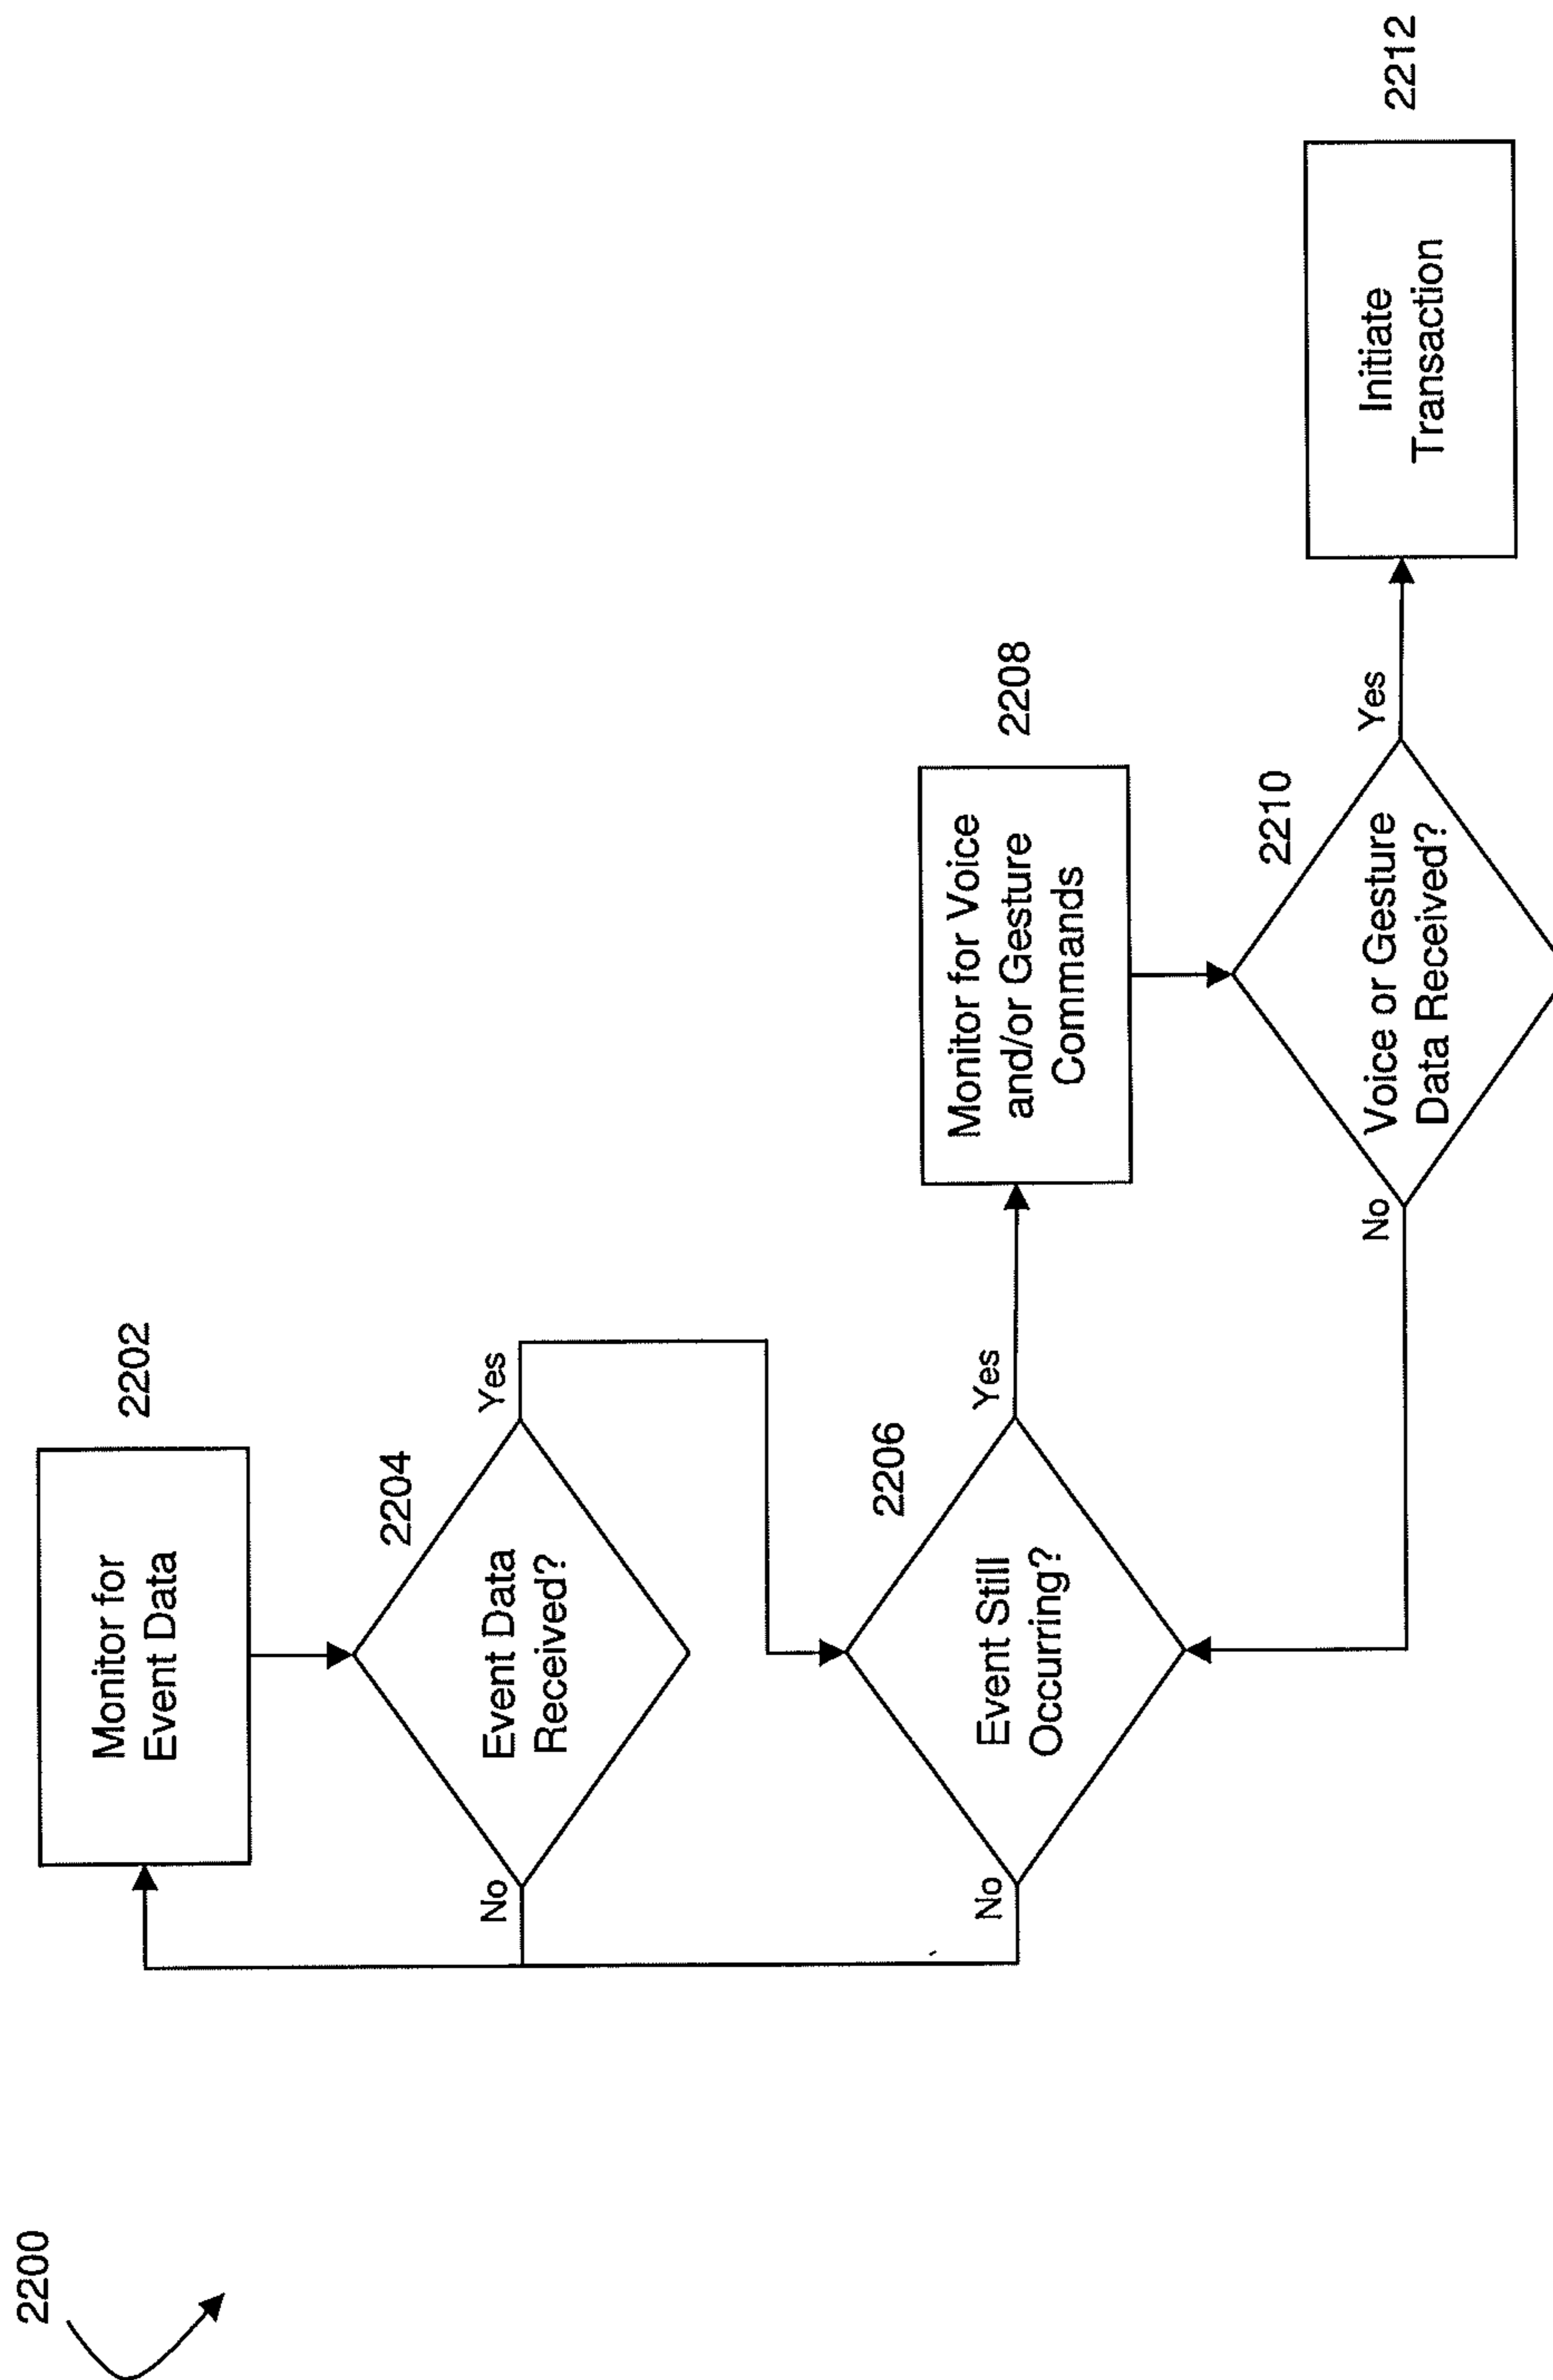 2200
2202
Monitor for
Event Data
2204
Event Data
Received?
No
Yes
2206
Event Still
Occurring?
No
Yes
2208
Monitor for Voice
and/or Gesture
Commands
2210
Voice or Gesture
Data Received?
No
Yes
2212
Initiate
Transaction